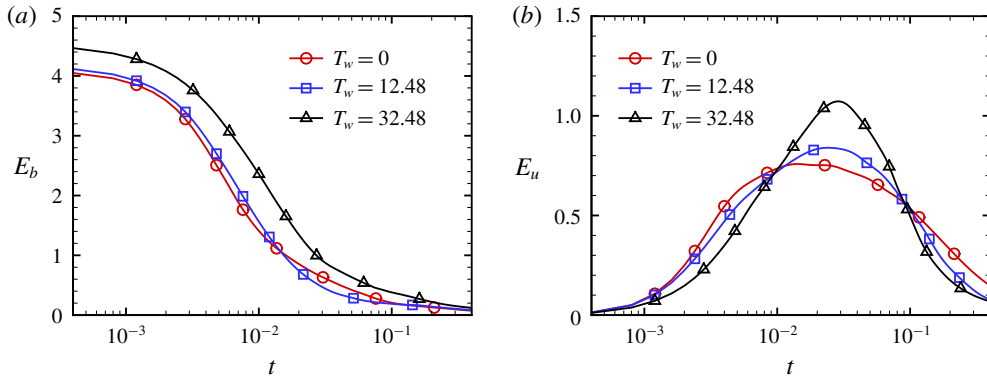 (a)
5
4
3
2
1
0
E_b
T_w = 0
T_w = 12.48
T_w = 32.48
10^{-3}
10^{-2}
10^{-1}
t
(b)
1.5
1.0
0.5
0
E_u
T_w = 0
T_w = 12.48
T_w = 32.48
10^{-3}
10^{-2}
10^{-1}
t